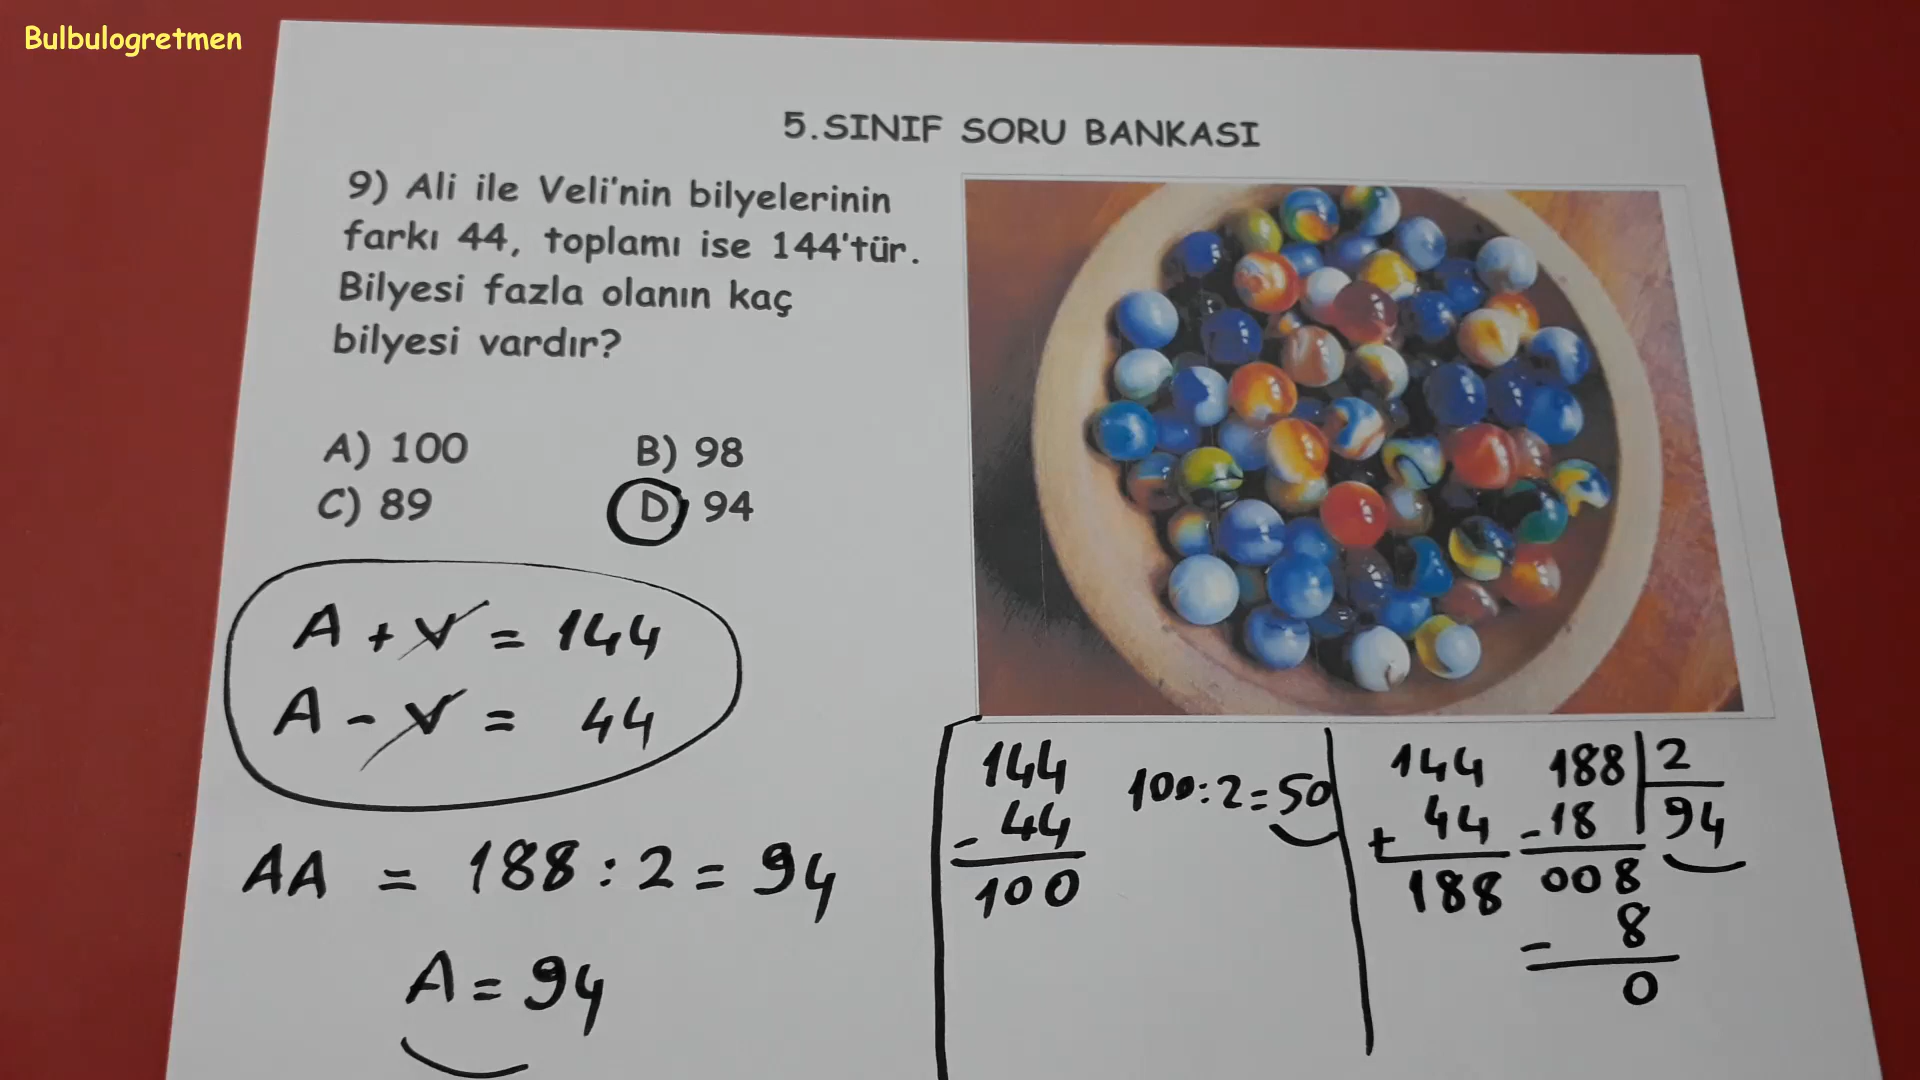 Bulbulogretmen
5.SINIF SORU BANKASI
9) Ali ile Veli'nin bilyelerinin
farkı 44, toplamı ise 144'tür.
Bilyesi fazla olanın kaç
bilyesi vardır?
A) 100 B) 98
C) 89 D) 94
A + V = 144
A - V = 44
AA = 188 : 2 = 94
A = 94
144
- 44
100
100 : 2 = 50
144
+ 44
188
188 2
- 18 94
008
- 8
0